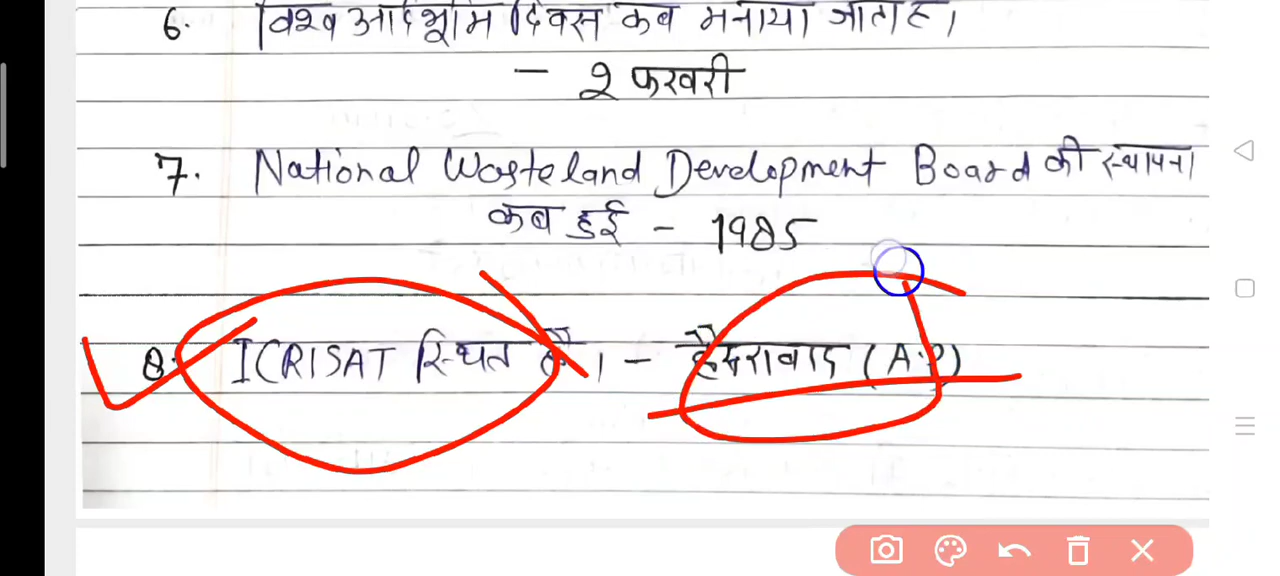 6. विश्व आर्द्रभूमि दिवस कब मनाया जाता है।
– 2 फरवरी
7. National Wasteland Development Board की स्थापना
कब हुई – 1985
8. ICRISAT स्थित है। – हैदराबाद (A.P)